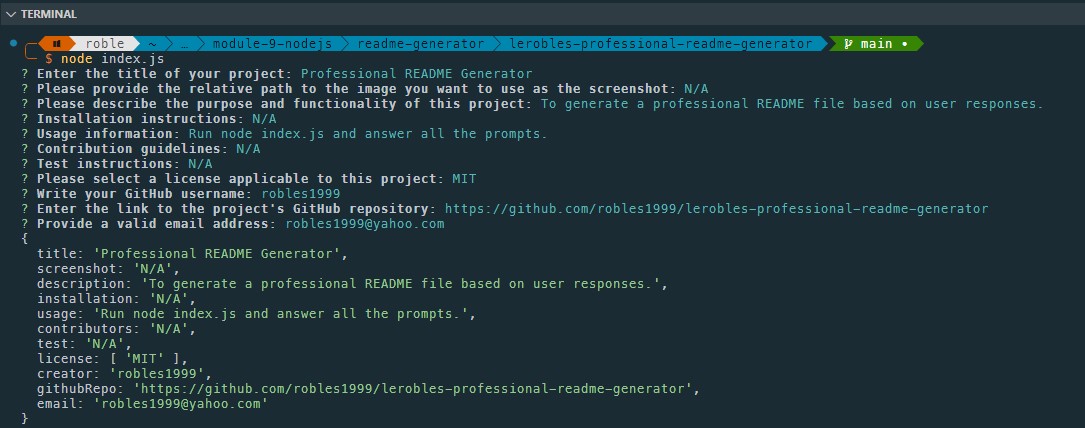 TERMINAL
roble ~ … module-9-nodejs readme-generator lerobles-professional-readme-generator main •
$ node index.js
? Enter the title of your project: Professional README Generator
? Please provide the relative path to the image you want to use as the screenshot: N/A
? Please describe the purpose and functionality of this project: To generate a professional README file based on user responses.
? Installation instructions: N/A
? Usage information: Run node index.js and answer all the prompts.
? Contribution guidelines: N/A
? Test instructions: N/A
? Please select a license applicable to this project: MIT
? Write your GitHub username: robles1999
? Enter the link to the project's GitHub repository: https://github.com/robles1999/lerobles-professional-readme-generator
? Provide a valid email address: robles1999@yahoo.com
{
  title: 'Professional README Generator',
  screenshot: 'N/A',
  description: 'To generate a professional README file based on user responses.',
  installation: 'N/A',
  usage: 'Run node index.js and answer all the prompts.',
  contributors: 'N/A',
  test: 'N/A',
  license: [ 'MIT' ],
  creator: 'robles1999',
  githubRepo: 'https://github.com/robles1999/lerobles-professional-readme-generator',
  email: 'robles1999@yahoo.com'
}